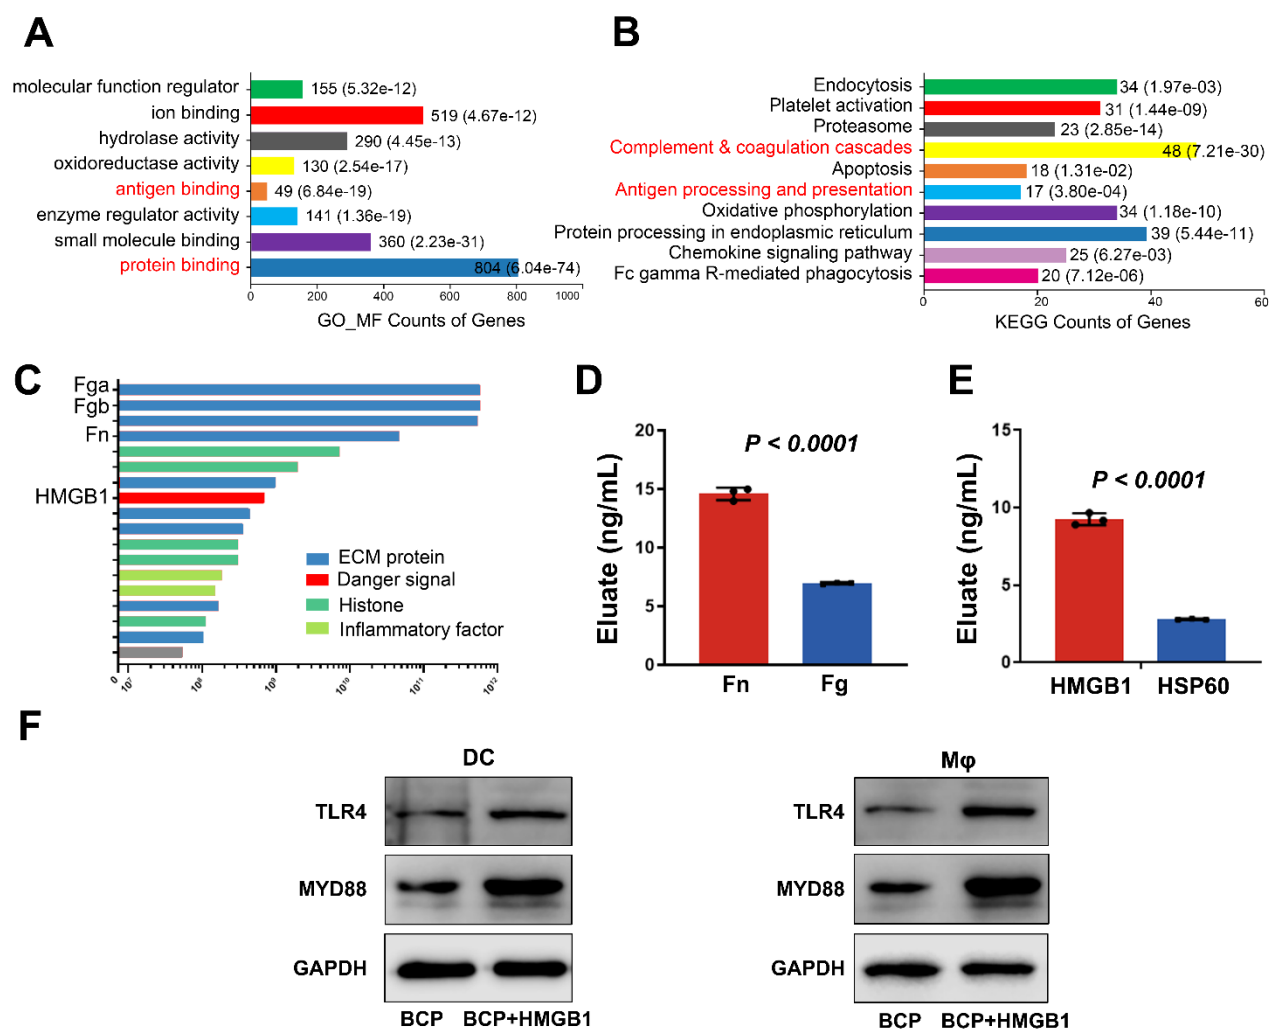 A
molecular function regulator 155 (5.32e-12)
ion binding 519 (4.67e-12)
hydrolase activity 290 (4.45e-13)
oxidoreductase activity 130 (2.54e-17)
antigen binding 49 (6.84e-19)
enzyme regulator activity 141 (1.36e-19)
small molecule binding 360 (2.23e-31)
protein binding 804 (6.04e-74)
0 200 400 600 800 1000
GO_MF Counts of Genes
B
Endocytosis 34 (1.97e-03)
Platelet activation 31 (1.44e-09)
Proteasome 23 (2.85e-14)
Complement & coagulation cascades 48 (7.21e-30)
Apoptosis 18 (1.31e-02)
Antigen processing and presentation 17 (3.80e-04)
Oxidative phosphorylation 34 (1.18e-10)
Protein processing in endoplasmic reticulum 39 (5.44e-11)
Chemokine signaling pathway 25 (6.27e-03)
Fc gamma R-mediated phagocytosis 20 (7.12e-06)
0 20 40 60
KEGG Counts of Genes
C
Fga
Fgb
Fn
HMGB1
ECM protein
Danger signal
Histone
Inflammatory factor
0 10⁷ 10⁸ 10⁹ 10¹⁰ 10¹¹ 10¹²
D
Eluate (ng/mL)
20
15
10
5
0
P < 0.0001
Fn Fg
E
Eluate (ng/mL)
15
10
5
0
P < 0.0001
HMGB1 HSP60
F
DC
TLR4
MYD88
GAPDH
BCP BCP+HMGB1
Mφ
TLR4
MYD88
GAPDH
BCP BCP+HMGB1